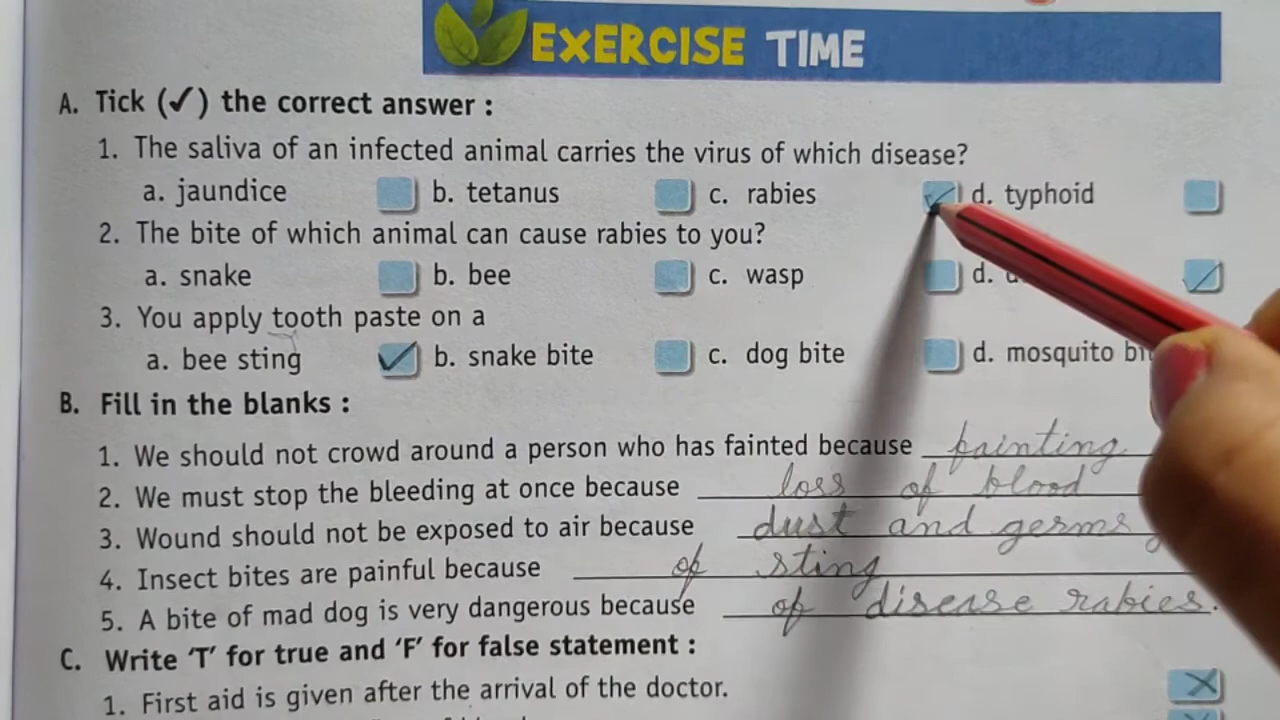 EXERCISE TIME
A. Tick (✓) the correct answer :
1. The saliva of an infected animal carries the virus of which disease?
a. jaundice b. tetanus c. rabies ✓ d. typhoid
2. The bite of which animal can cause rabies to you?
a. snake b. bee c. wasp d. ✓
3. You apply tooth paste on a
a. bee sting ✓ b. snake bite c. dog bite d. mosquito
B. Fill in the blanks :
1. We should not crowd around a person who has fainted because fainting
2. We must stop the bleeding at once because loss of blood
3. Wound should not be exposed to air because dust and germs
4. Insect bites are painful because of sting
5. A bite of mad dog is very dangerous because of disease rabies.
C. Write 'T' for true and 'F' for false statement :
1. First aid is given after the arrival of the doctor. ✗